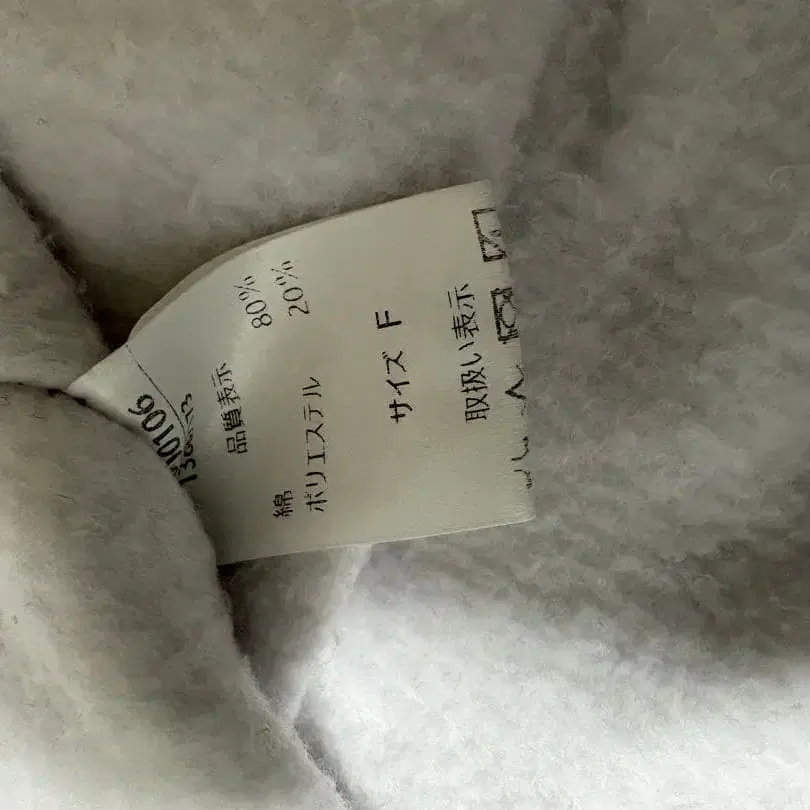 品質表示
綿 80%
ポリエステル 20%
サイズ F
取扱い表示